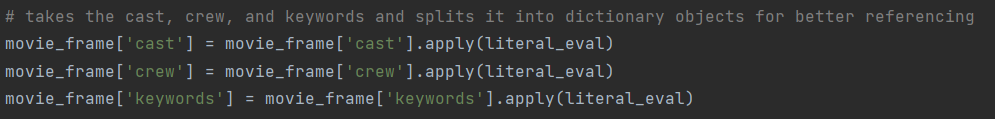 # takes the cast, crew, and keywords and splits it into dictionary objects for better referencing
movie_frame['cast'] = movie_frame['cast'].apply(literal_eval)
movie_frame['crew'] = movie_frame['crew'].apply(literal_eval)
movie_frame['keywords'] = movie_frame['keywords'].apply(literal_eval)